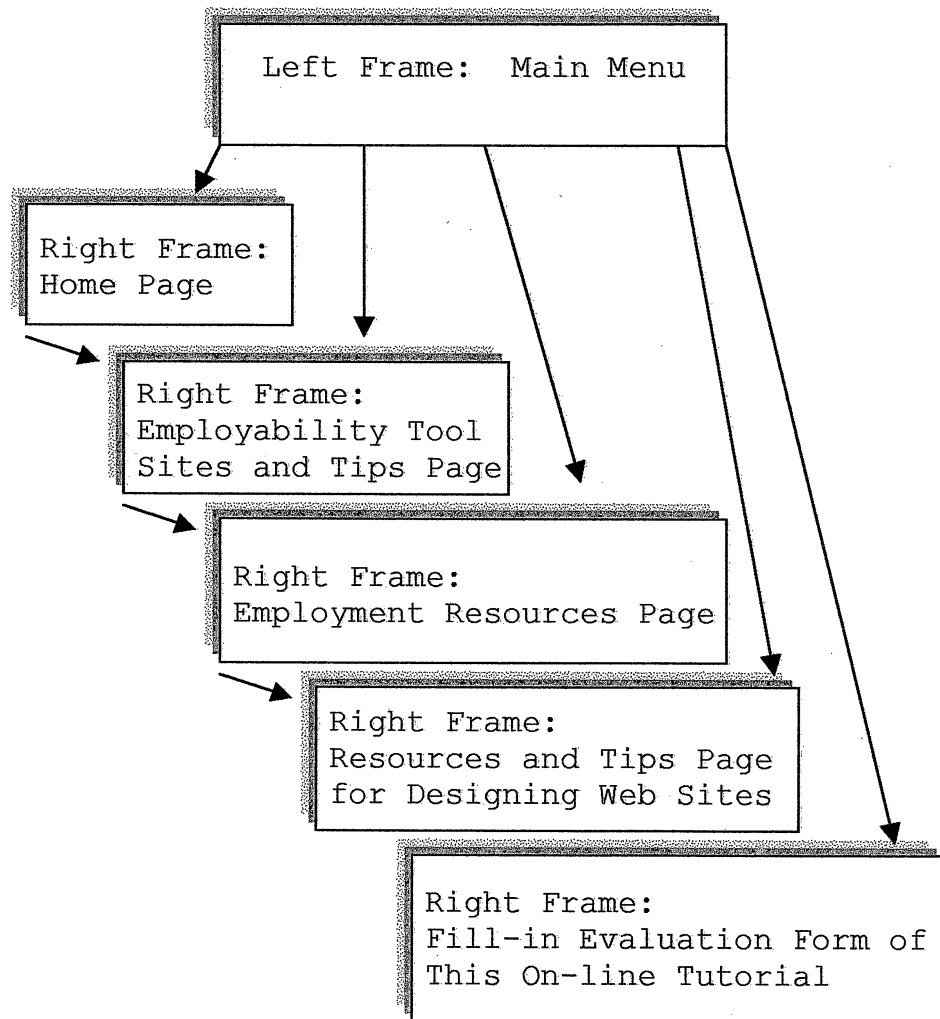 Left Frame:  Main Menu
Right Frame:
Home Page
Right Frame:
Employability Tool
Sites and Tips Page
Right Frame:
Employment Resources Page
Right Frame:
Resources and Tips Page
for Designing Web Sites
Right Frame:
Fill-in Evaluation Form of
This On-line Tutorial